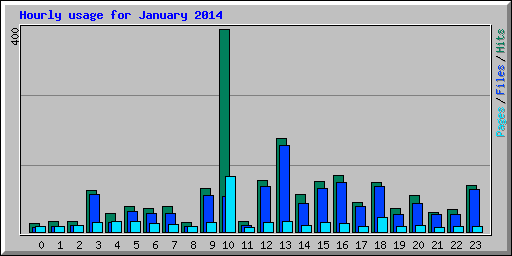 Hourly usage for January 2014
400
Pages/Files/Hits
0 1 2 3 4 5 6 7 8 9 10 11 12 13 14 15 16 17 18 19 20 21 22 23